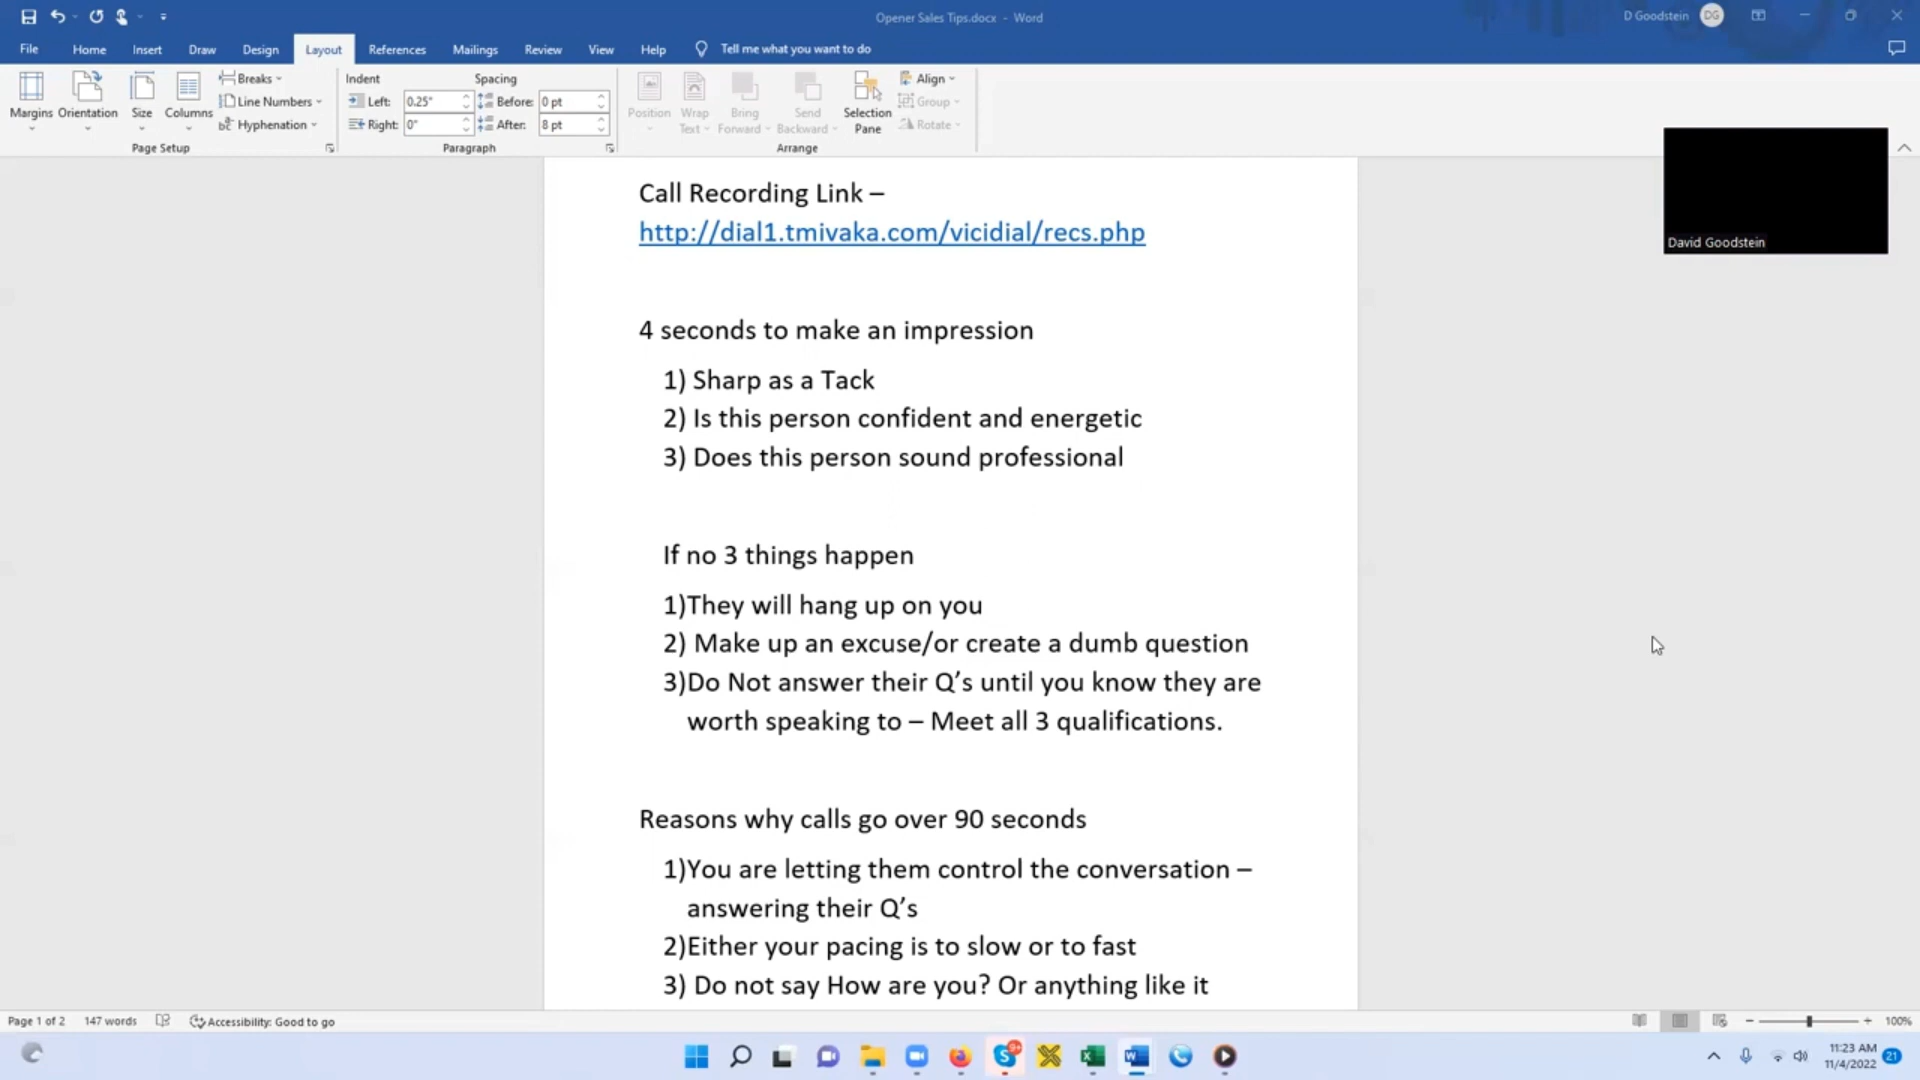 Opener Sales Tips.docx - Word
D Goodstein
DG
File Home Insert Draw Design Layout References Mailings Review View Help Tell me what you want to do
Margins
Orientation
Size
Columns
Breaks
Line Numbers
Hyphenation
Page Setup
Indent
Left: 0.25"
Right: 0"
Spacing
Before: 0 pt
After: 8 pt
Paragraph
Position
Wrap
Text
Bring
Forward
Send
Backward
Selection
Pane
Align
Group
Rotate
Arrange
David Goodstein
Call Recording Link –
http://dial1.tmivaka.com/vicidial/recs.php
4 seconds to make an impression
1) Sharp as a Tack
2) Is this person confident and energetic
3) Does this person sound professional
If no 3 things happen
1)They will hang up on you
2) Make up an excuse/or create a dumb question
3)Do Not answer their Q’s until you know they are
worth speaking to – Meet all 3 qualifications.
Reasons why calls go over 90 seconds
1)You are letting them control the conversation –
answering their Q’s
2)Either your pacing is to slow or to fast
3) Do not say How are you? Or anything like it
Page 1 of 2 147 words Accessibility: Good to go
100%
9+
11:23 AM
11/4/2022
21